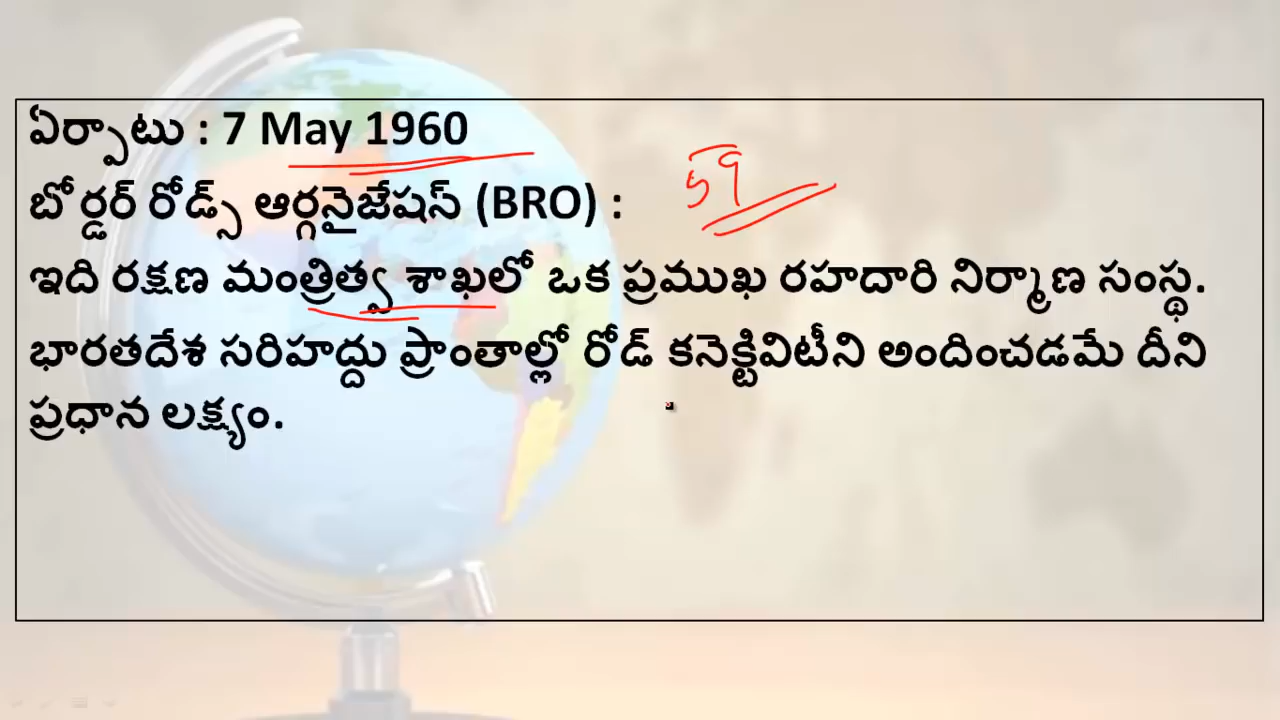 ఏర్పాటు : 7 May 1960
59
బోర్డర్ రోడ్స్ ఆర్గనైజేషన్ (BRO) :
ఇది రక్షణ మంత్రిత్వ శాఖలో ఒక ప్రముఖ రహదారి నిర్మాణ సంస్థ.
భారతదేశ సరిహద్దు ప్రాంతాల్లో రోడ్ కనెక్టివిటీని అందించడమే దీని
ప్రధాన లక్ష్యం.